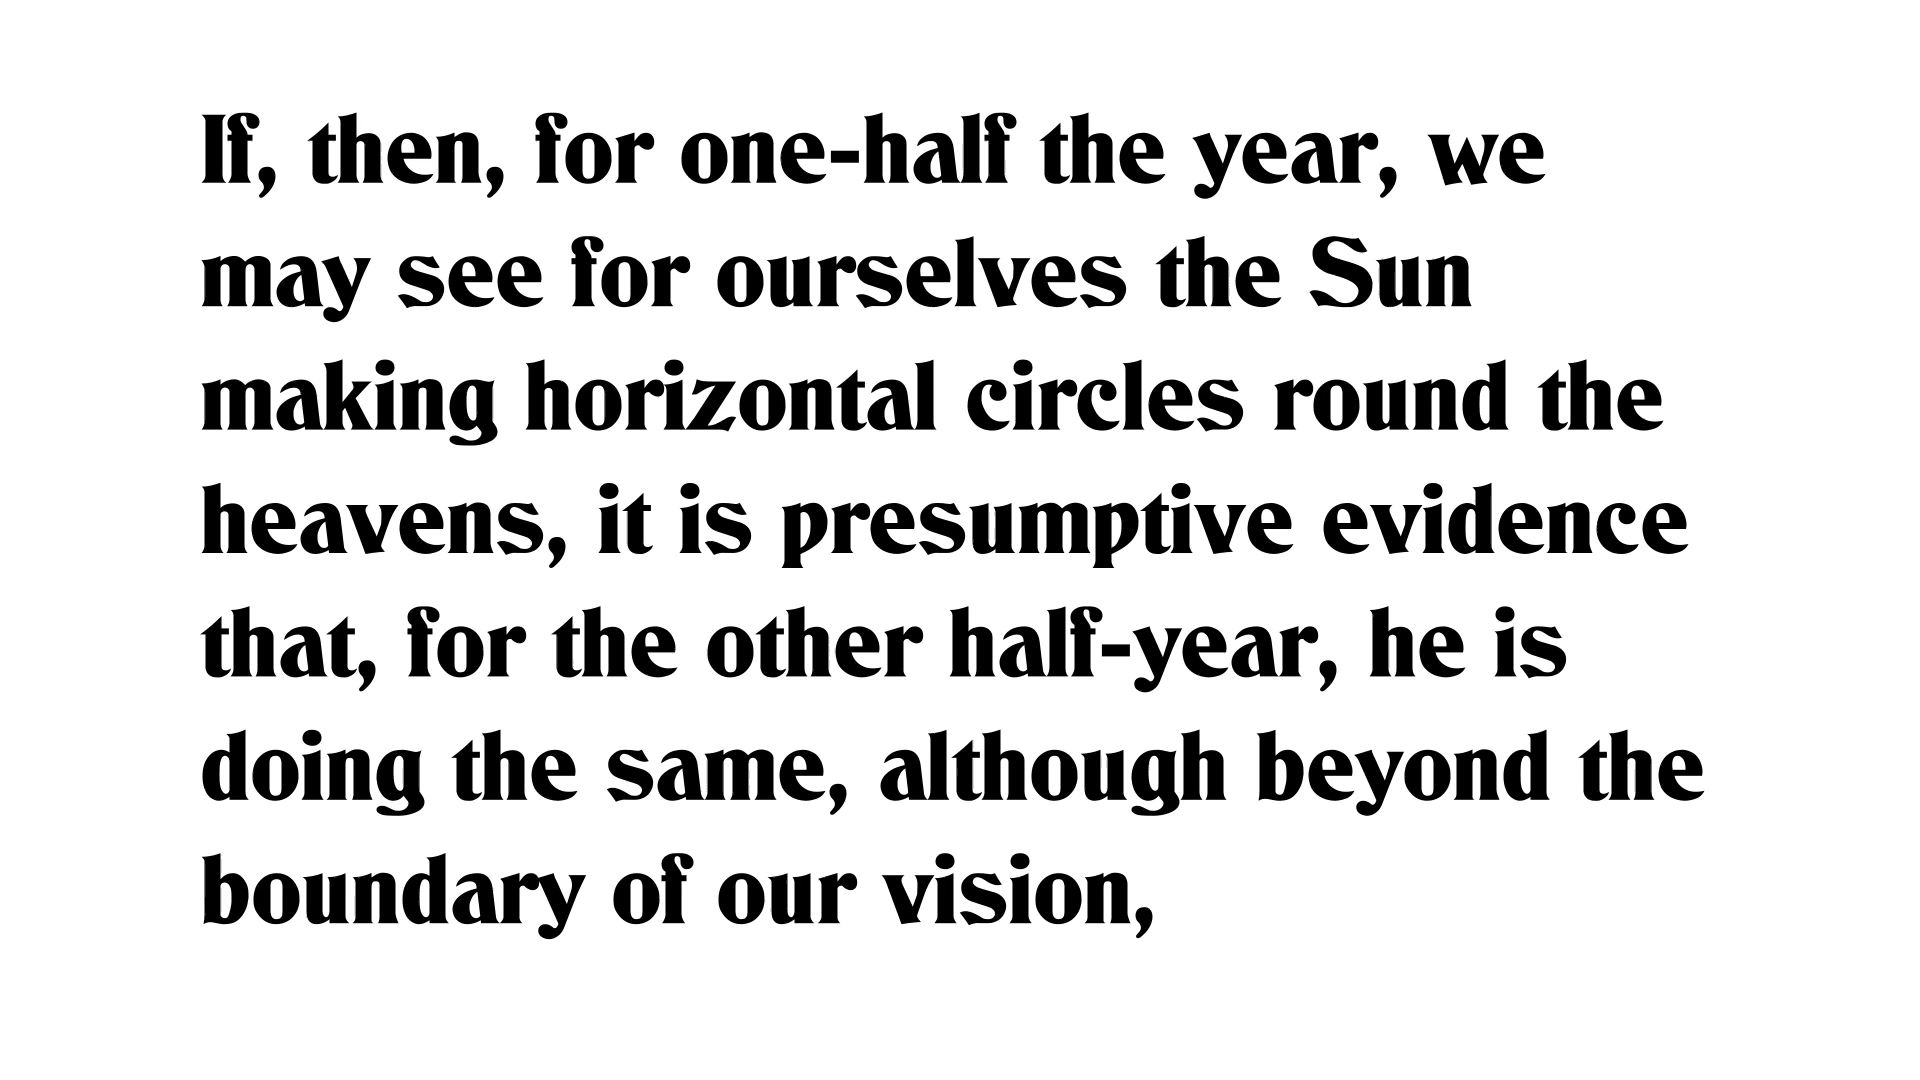 If, then, for one-half the year, we
may see for ourselves the Sun
making horizontal circles round the
heavens, it is presumptive evidence
that, for the other half-year, he is
doing the same, although beyond the
boundary of our vision,